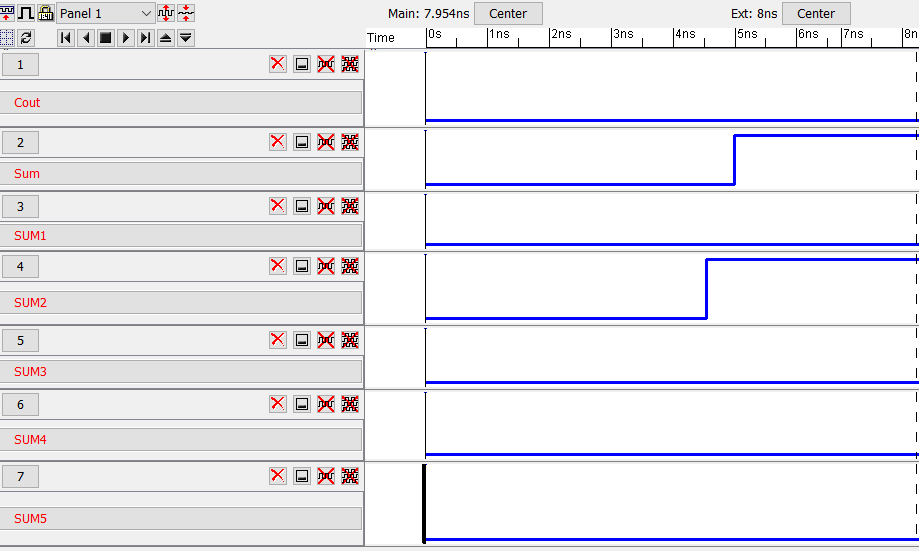 Panel 1 Main: 7.954ns Center Ext: 8ns Center
Time 0s 1ns 2ns 3ns 4ns 5ns 6ns 7ns 8n
1
Cout
2
Sum
3
SUM1
4
SUM2
5
SUM3
6
SUM4
7
SUM5